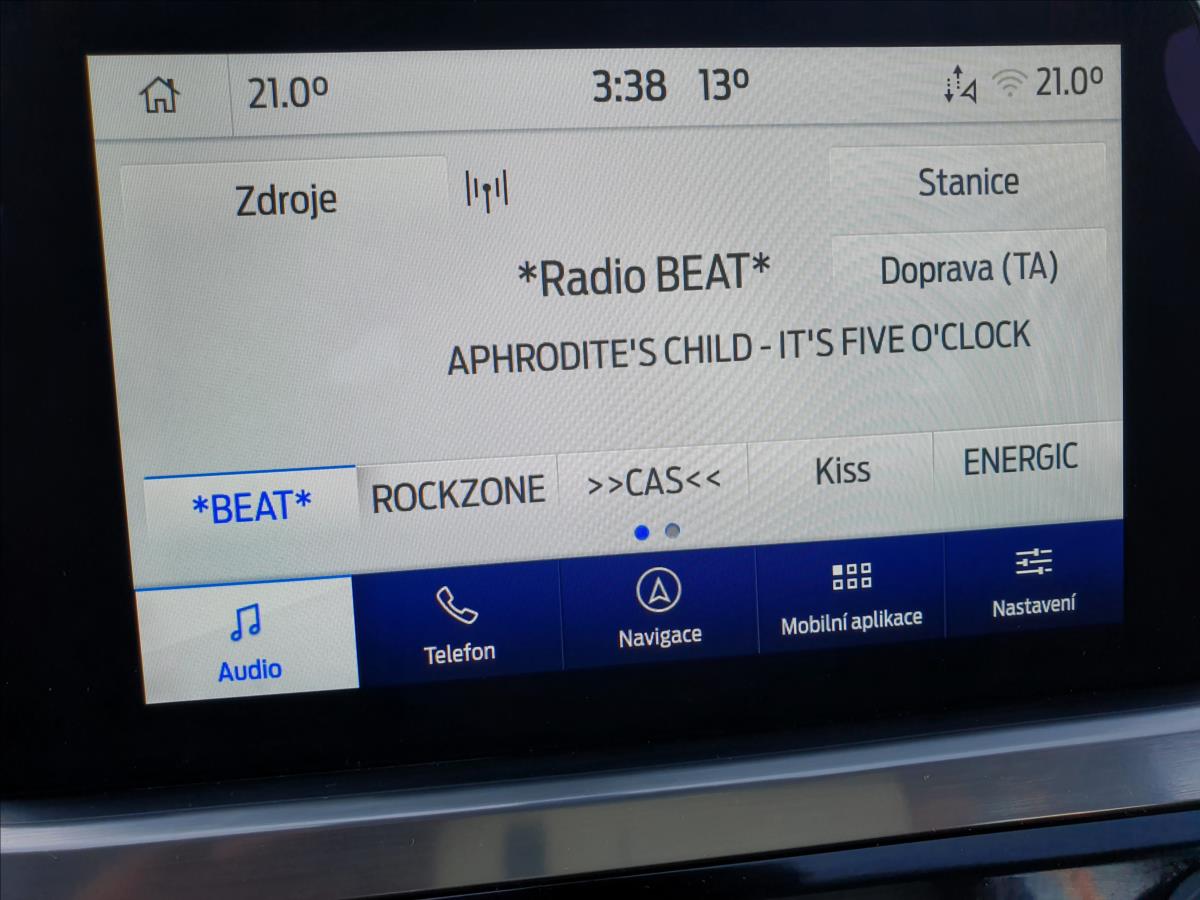 21.0° 3:38 13° 21.0°
Zdroje
Stanice
*Radio BEAT*
Doprava (TA)
APHRODITE'S CHILD - IT'S FIVE O'CLOCK
*BEAT* ROCKZONE >>CAS<< Kiss ENERGIC
Audio Telefon Navigace Mobilní aplikace Nastavení